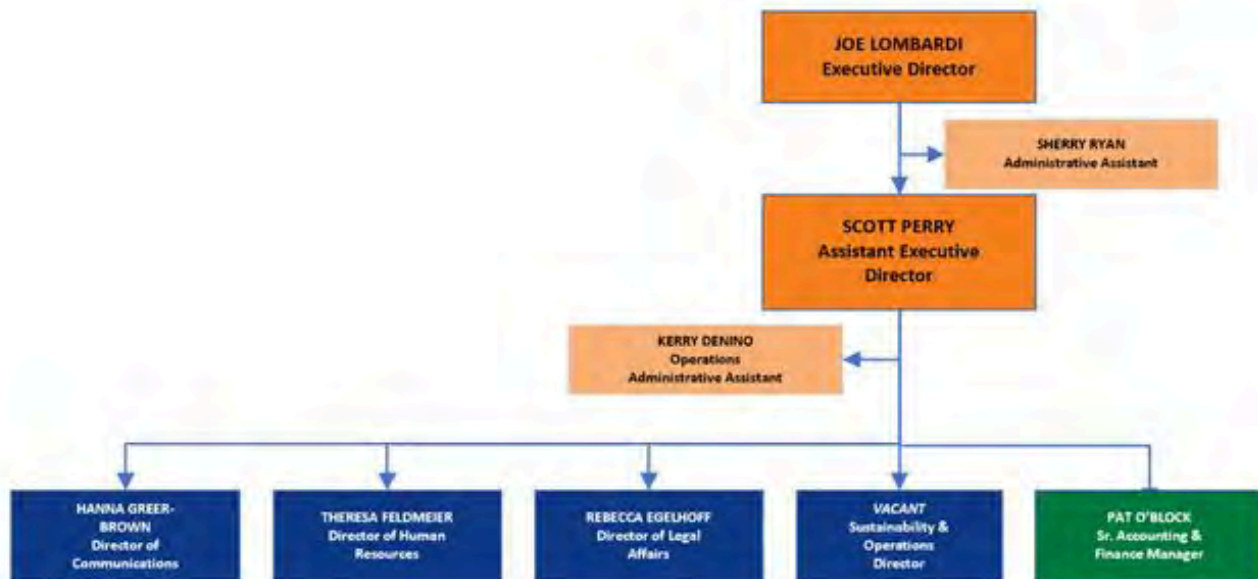 JOE LOMBARDI
Executive Director
SHERRY RYAN
Administrative Assistant
SCOTT PERRY
Assistant Executive
Director
KERRY DENINO
Operations
Administrative Assistant
HANNA GREER-
BROWN
Director of
Communications
THERESA FELDMEIER
Director of Human
Resources
REBECCA EGELHOFF
Director of Legal
Affairs
VACANT
Sustainability &
Operations
Director
PAT O'BLOCK
Sr. Accounting &
Finance Manager